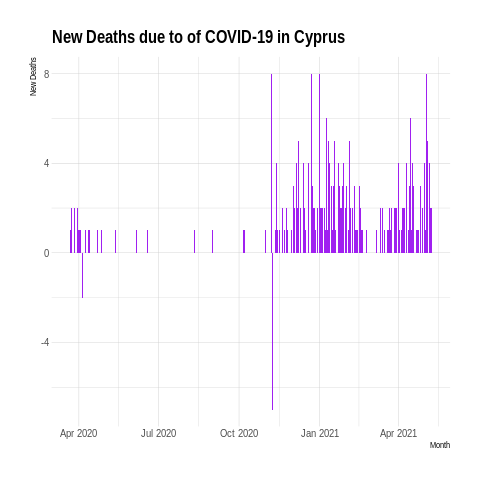 New Deaths due to of COVID-19 in Cyprus
New Deaths
8
4
0
-4
Apr 2020 Jul 2020 Oct 2020 Jan 2021 Apr 2021
Month